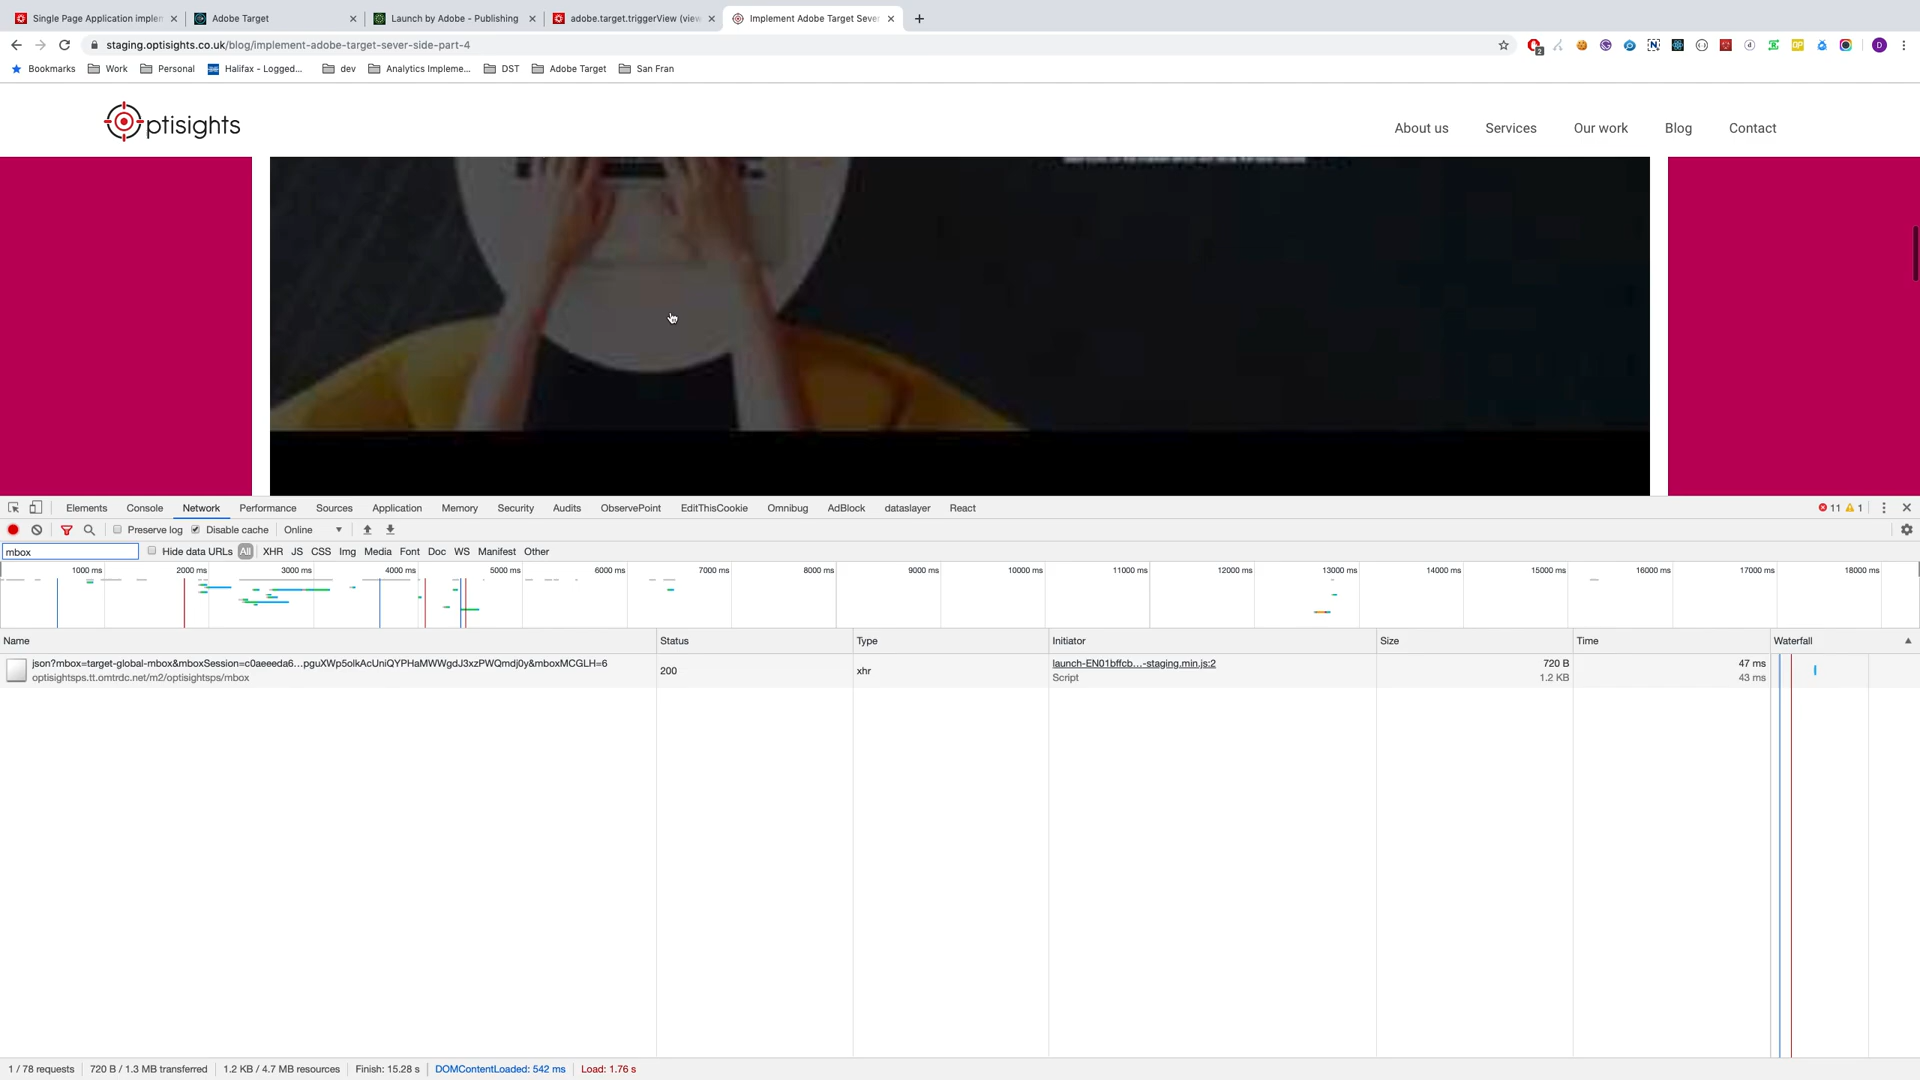 Single Page Application implem
Adobe Target
Launch by Adobe - Publishing
adobe.target.triggerView (view
Implement Adobe Target Sever
staging.optisights.co.uk/blog/implement-adobe-target-sever-side-part-4
Bookmarks Work Personal Halifax - Logged... dev Analytics Impleme... DST Adobe Target San Fran
ptisights
About us Services Our work Blog Contact
Elements Console Network Performance Sources Application Memory Security Audits ObservePoint EditThisCookie Omnibug AdBlock dataslayer React 11 1
Preserve log Disable cache Online
mbox Hide data URLs All XHR JS CSS Img Media Font Doc WS Manifest Other
1000 ms 2000 ms 3000 ms 4000 ms 5000 ms 6000 ms 7000 ms 8000 ms 9000 ms 10000 ms 11000 ms 12000 ms 13000 ms 14000 ms 15000 ms 16000 ms 17000 ms 18000 ms
Name Status Type Initiator Size Time Waterfall
json?mbox=target-global-mbox&mboxSession=c0aeeeda6...pguXWp5olkAcUniQYPHaMWWgdJ3xzPWQmdj0y&mboxMCGLH=6 200 xhr launch-EN01bffcb...-staging.min.js:2 720 B 47 ms
optisightsps.tt.omtrdc.net/m2/optisightsps/mbox Script 1.2 KB 43 ms
1 / 78 requests 720 B / 1.3 MB transferred 1.2 KB / 4.7 MB resources Finish: 15.28 s DOMContentLoaded: 542 ms Load: 1.76 s